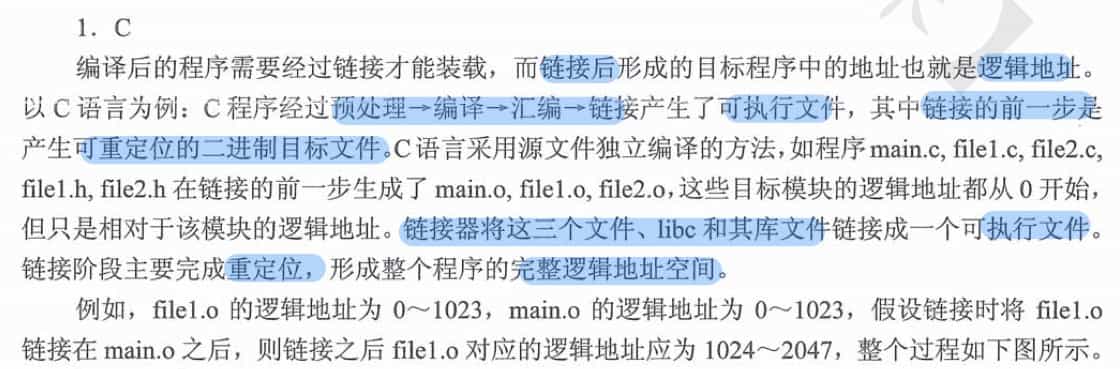 1. C
编译后的程序需要经过链接才能装载，而链接后形成的目标程序中的地址也就是逻辑地址。
以 C 语言为例：C 程序经过预处理→编译→汇编→链接产生了可执行文件，其中链接的前一步是
产生可重定位的二进制目标文件。C 语言采用源文件独立编译的方法，如程序 main.c, file1.c, file2.c,
file1.h, file2.h 在链接的前一步生成了 main.o, file1.o, file2.o，这些目标模块的逻辑地址都从 0 开始，
但只是相对于该模块的逻辑地址。链接器将这三个文件、libc 和其库文件链接成一个可执行文件。
链接阶段主要完成重定位，形成整个程序的完整逻辑地址空间。
例如，file1.o 的逻辑地址为 0～1023，main.o 的逻辑地址为 0～1023，假设链接时将 file1.o
链接在 main.o 之后，则链接之后 file1.o 对应的逻辑地址应为 1024～2047，整个过程如下图所示。